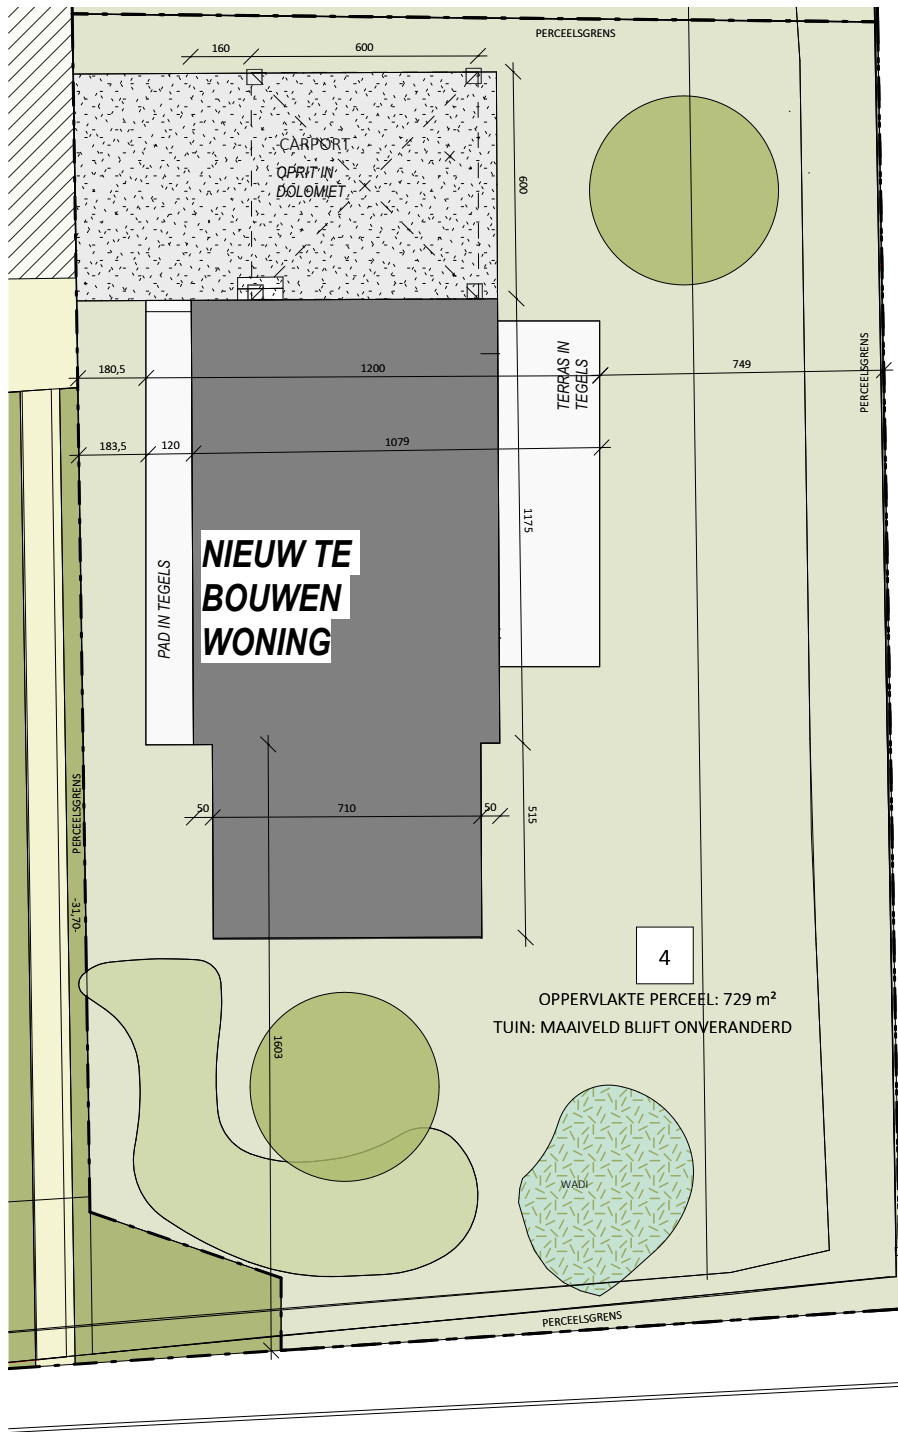 PERCEELSGRENS
160
600
CARPORT
OPRIT IN
DOLOMIET
600
180,5
1200
TERRAS IN
TEGELS
749
PERCEELSGRENS
183,5
120
1079
1175
NIEUW TE
BOUWEN
WONING
PAD IN TEGELS
PERCEELSGRENS
50
710
50
515
-31,70-
4
OPPERVLAKTE PERCEEL: 729 m²
TUIN: MAAIVELD BLIJFT ONVERANDERD
1603
WADI
PERCEELSGRENS